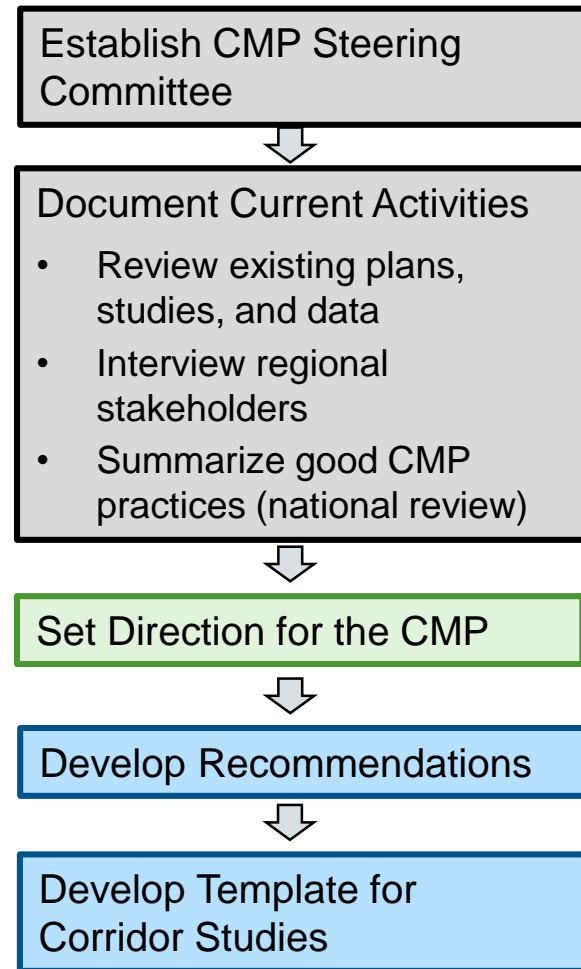 Establish CMP Steering
Committee
Document Current Activities
• Review existing plans,
studies, and data
• Interview regional
stakeholders
• Summarize good CMP
practices (national review)
Set Direction for the CMP
Develop Recommendations
Develop Template for
Corridor Studies